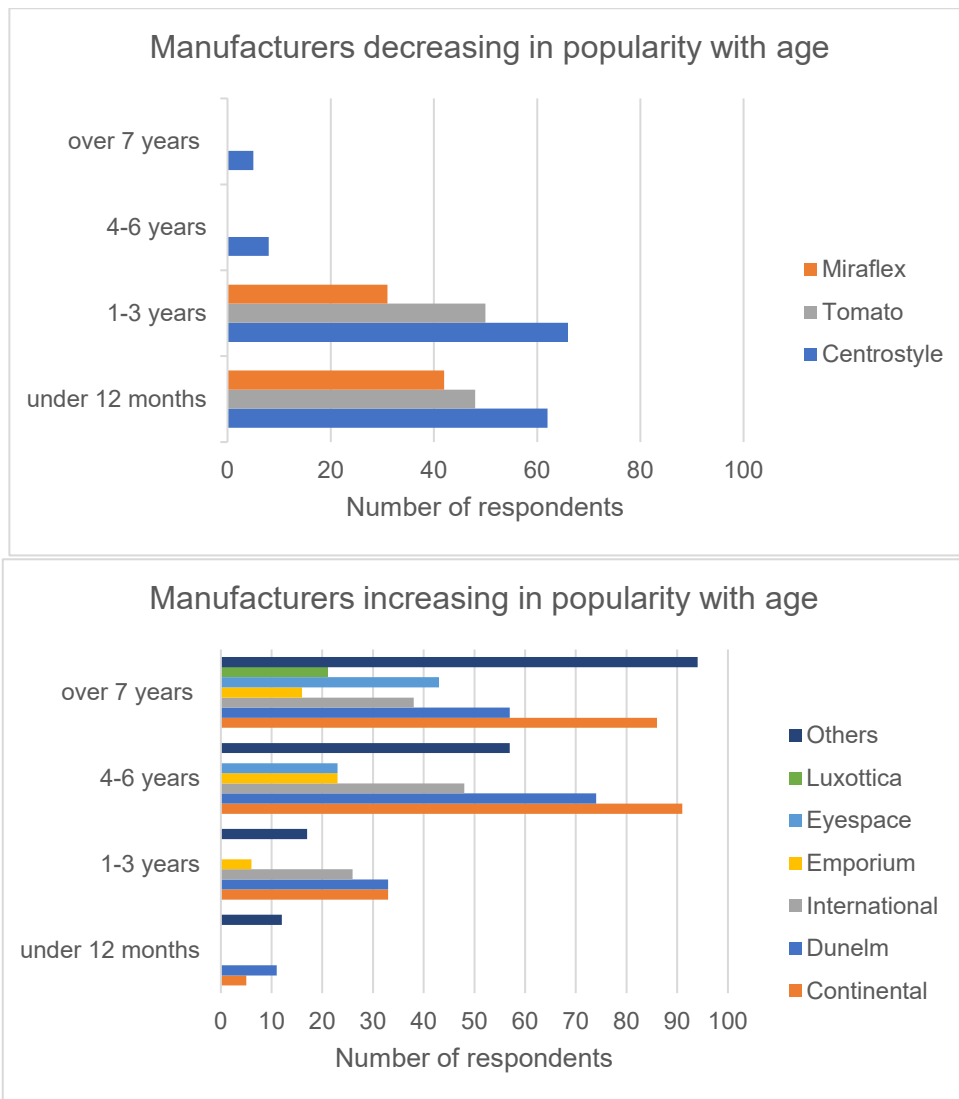 Manufacturers decreasing in popularity with age
over 7 years
4-6 years
1-3 years
under 12 months
0 20 40 60 80 100
Number of respondents
Miraflex
Tomato
Centrostyle
Manufacturers increasing in popularity with age
over 7 years
4-6 years
1-3 years
under 12 months
0 10 20 30 40 50 60 70 80 90 100
Number of respondents
Others
Luxottica
Eyespace
Emporium
International
Dunelm
Continental